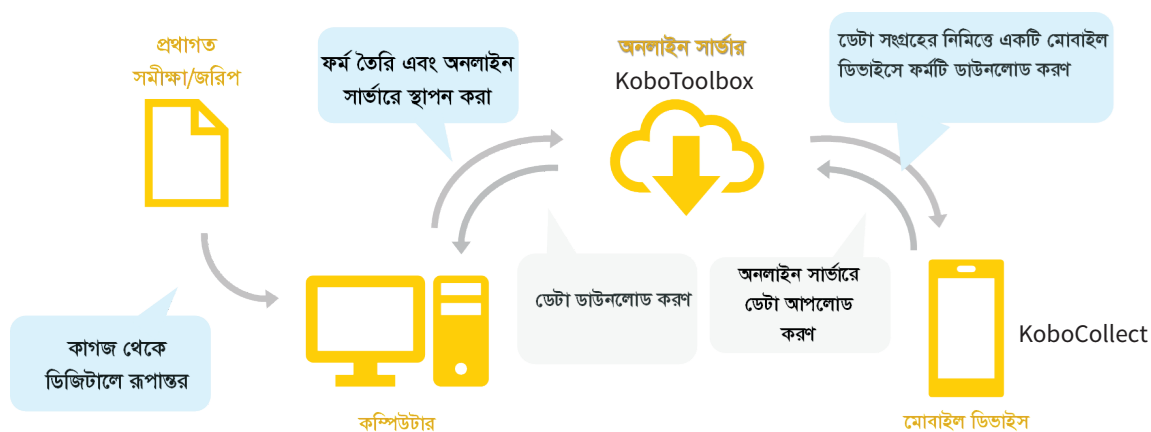 প্রথাগত
সমীক্ষা/জরিপ
ফর্ম তৈরি এবং অনলাইন
সার্ভারে স্থাপন করা
অনলাইন সার্ভার
KoboToolbox
ডেটা সংগ্রহের নিমিত্তে একটি মোবাইল
ডিভাইসে ফর্মটি ডাউনলোড করণ
ডেটা ডাউনলোড করণ
অনলাইন সার্ভারে
ডেটা আপলোড
করণ
কাগজ থেকে
ডিজিটালে রূপান্তর
KoboCollect
কম্পিউটার
মোবাইল ডিভাইস